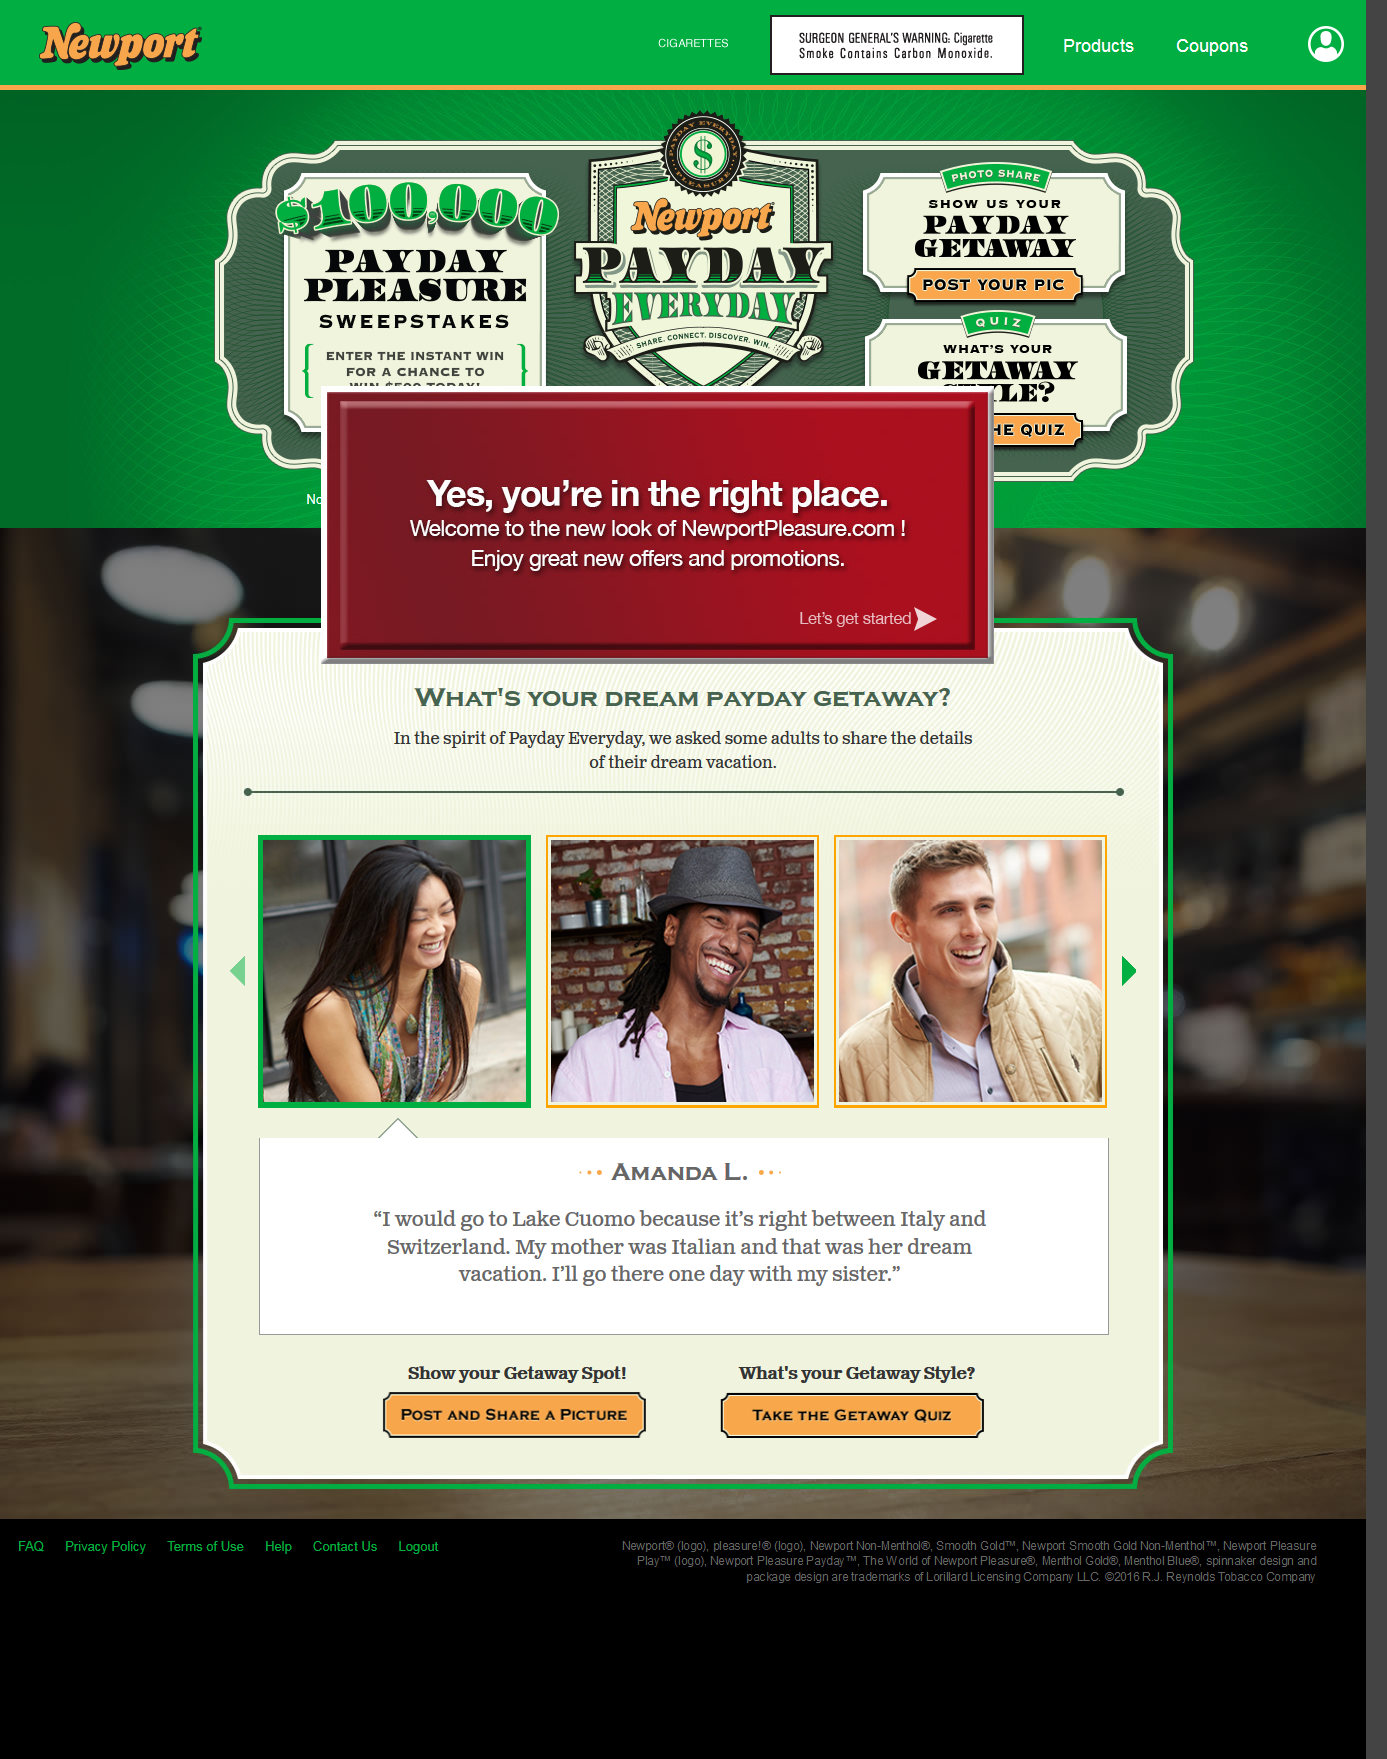 Newport
CIGARETTES
SURGEON GENERAL'S WARNING: Cigarette
Smoke Contains Carbon Monoxide.
Products
Coupons
$100,000
PAYDAY
PLEASURE
SWEEPSTAKES
ENTER THE INSTANT WIN
FOR A CHANCE TO
WIN $500 TODAY!
PAYDAY EVERYDAY
PLEASURE
$
Newport
PAYDAY
EVERYDAY
SHARE. CONNECT. DISCOVER. WIN.
PHOTO SHARE
SHOW US YOUR
PAYDAY
GETAWAY
POST YOUR PIC
QUIZ
WHAT'S YOUR
GETAWAY
YLE?
HE QUIZ
No
Yes, you're in the right place.
Welcome to the new look of NewportPleasure.com !
Enjoy great new offers and promotions.
Let's get started
WHAT'S YOUR DREAM PAYDAY GETAWAY?
In the spirit of Payday Everyday, we asked some adults to share the details
of their dream vacation.
AMANDA L.
“I would go to Lake Cuomo because it’s right between Italy and
Switzerland. My mother was Italian and that was her dream
vacation. I’ll go there one day with my sister.”
Show your Getaway Spot!
What's your Getaway Style?
POST AND SHARE A PICTURE
TAKE THE GETAWAY QUIZ
FAQ Privacy Policy Terms of Use Help Contact Us Logout
Newport® (logo), pleasure!® (logo), Newport Non-Menthol®, Smooth Gold™, Newport Smooth Gold Non-Menthol™, Newport Pleasure
Play™ (logo), Newport Pleasure Payday™, The World of Newport Pleasure®, Menthol Gold®, Menthol Blue®, spinnaker design and
package design are trademarks of Lorillard Licensing Company LLC. ©2016 R.J. Reynolds Tobacco Company